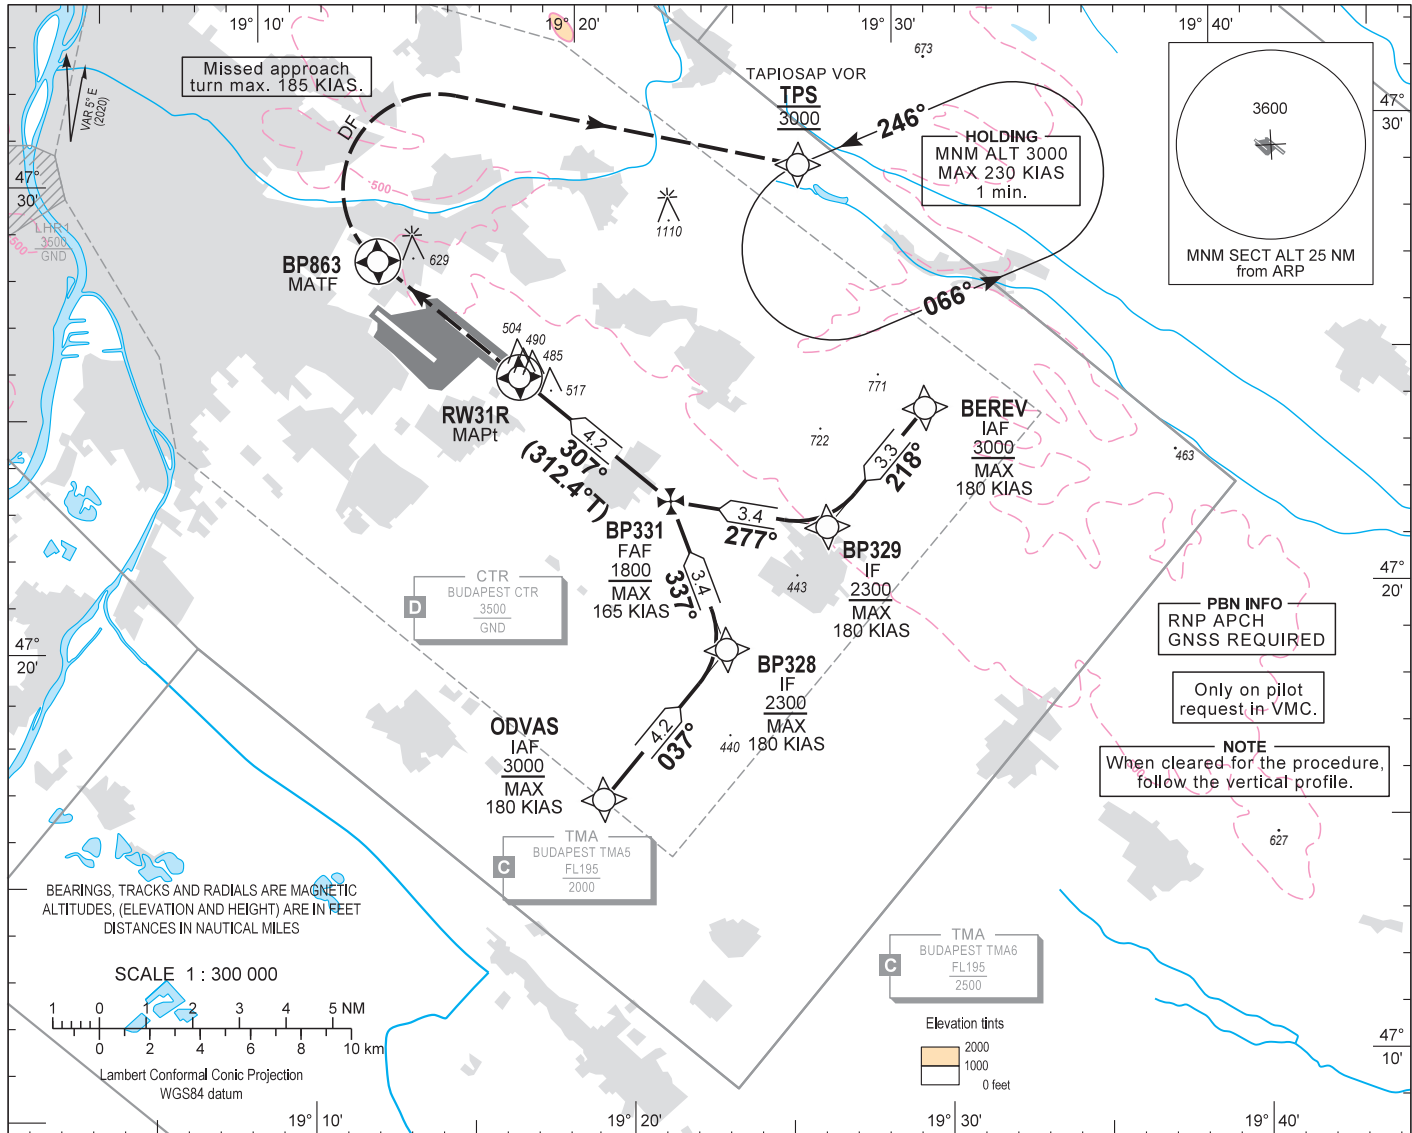 19° 10'
19° 20'
19° 30'
19° 40'
673
Missed approach
turn max. 185 KIAS.
VAR 5° E
(2020)
DF
TAPIOSAP VOR
TPS
3000
246°
HOLDING
MNM ALT 3000
MAX 230 KIAS
1 min.
3600
MNM SECT ALT 25 NM
from ARP
47°
30'
47°
30'
500
500
LHR1
3500
GND
1110
629
BP863
MATF
066°
504
490
485
517
RW31R
MAPt
771
722
BEREV
IAF
3000
MAX
180 KIAS
463
4.2
307°
(312.4°T)
3.3
218°
3.4
277°
BP331
FAF
1800
MAX
165 KIAS
BP329
IF
2300
MAX
180 KIAS
443
3.4
337°
CTR
BUDAPEST CTR
3500
GND
D
47°
20'
47°
20'
PBN INFO
RNP APCH
GNSS REQUIRED
BP328
IF
2300
MAX
180 KIAS
440
Only on pilot
request in VMC.
ODVAS
IAF
3000
MAX
180 KIAS
4.2
037°
NOTE
When cleared for the procedure,
follow the vertical profile.
627
TMA
BUDAPEST TMA5
FL195
2000
C
BEARINGS, TRACKS AND RADIALS ARE MAGNETIC
ALTITUDES, (ELEVATION AND HEIGHT) ARE IN FEET
DISTANCES IN NAUTICAL MILES
SCALE 1 : 300 000
1 0 1 2 3 4 5 NM
0 2 4 6 8 10 km
Lambert Conformal Conic Projection
WGS84 datum
TMA
BUDAPEST TMA6
FL195
2500
C
Elevation tints
2000
1000
0 feet
47°
10'
19° 10'
19° 20'
19° 30'
19° 40'